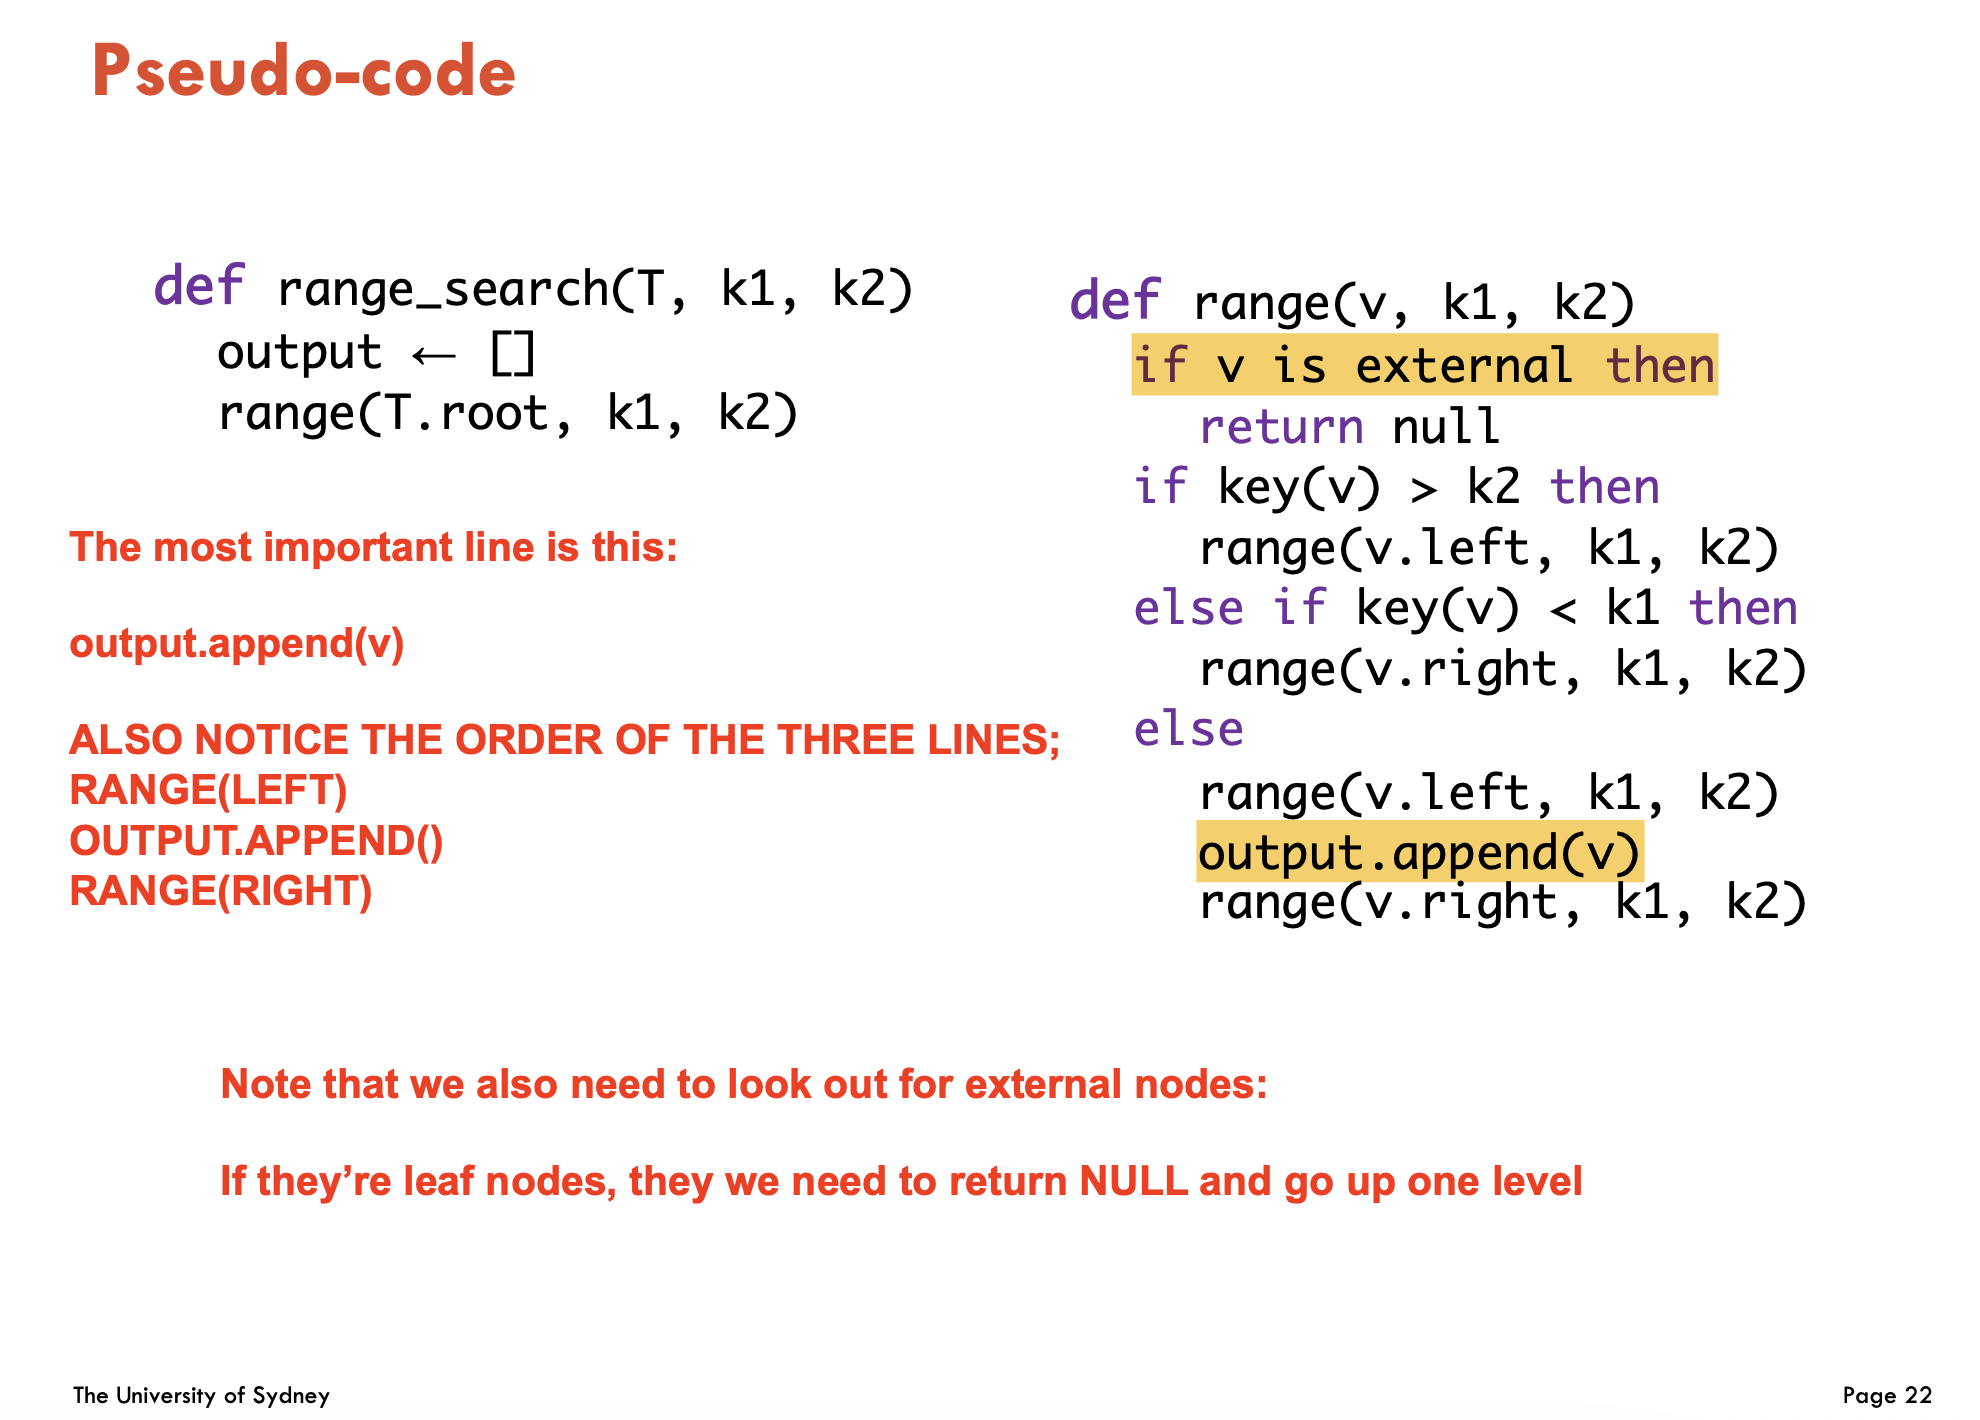 Pseudo-code
def range_search(T, k1, k2)
output ← []
range(T.root, k1, k2)
The most important line is this:
output.append(v)
ALSO NOTICE THE ORDER OF THE THREE LINES;
RANGE(LEFT)
OUTPUT.APPEND()
RANGE(RIGHT)
def range(v, k1, k2)
if v is external then
return null
if key(v) > k2 then
range(v.left, k1, k2)
else if key(v) < k1 then
range(v.right, k1, k2)
else
range(v.left, k1, k2)
output.append(v)
range(v.right, k1, k2)
Note that we also need to look out for external nodes:
If they’re leaf nodes, they we need to return NULL and go up one level
The University of Sydney
Page 22